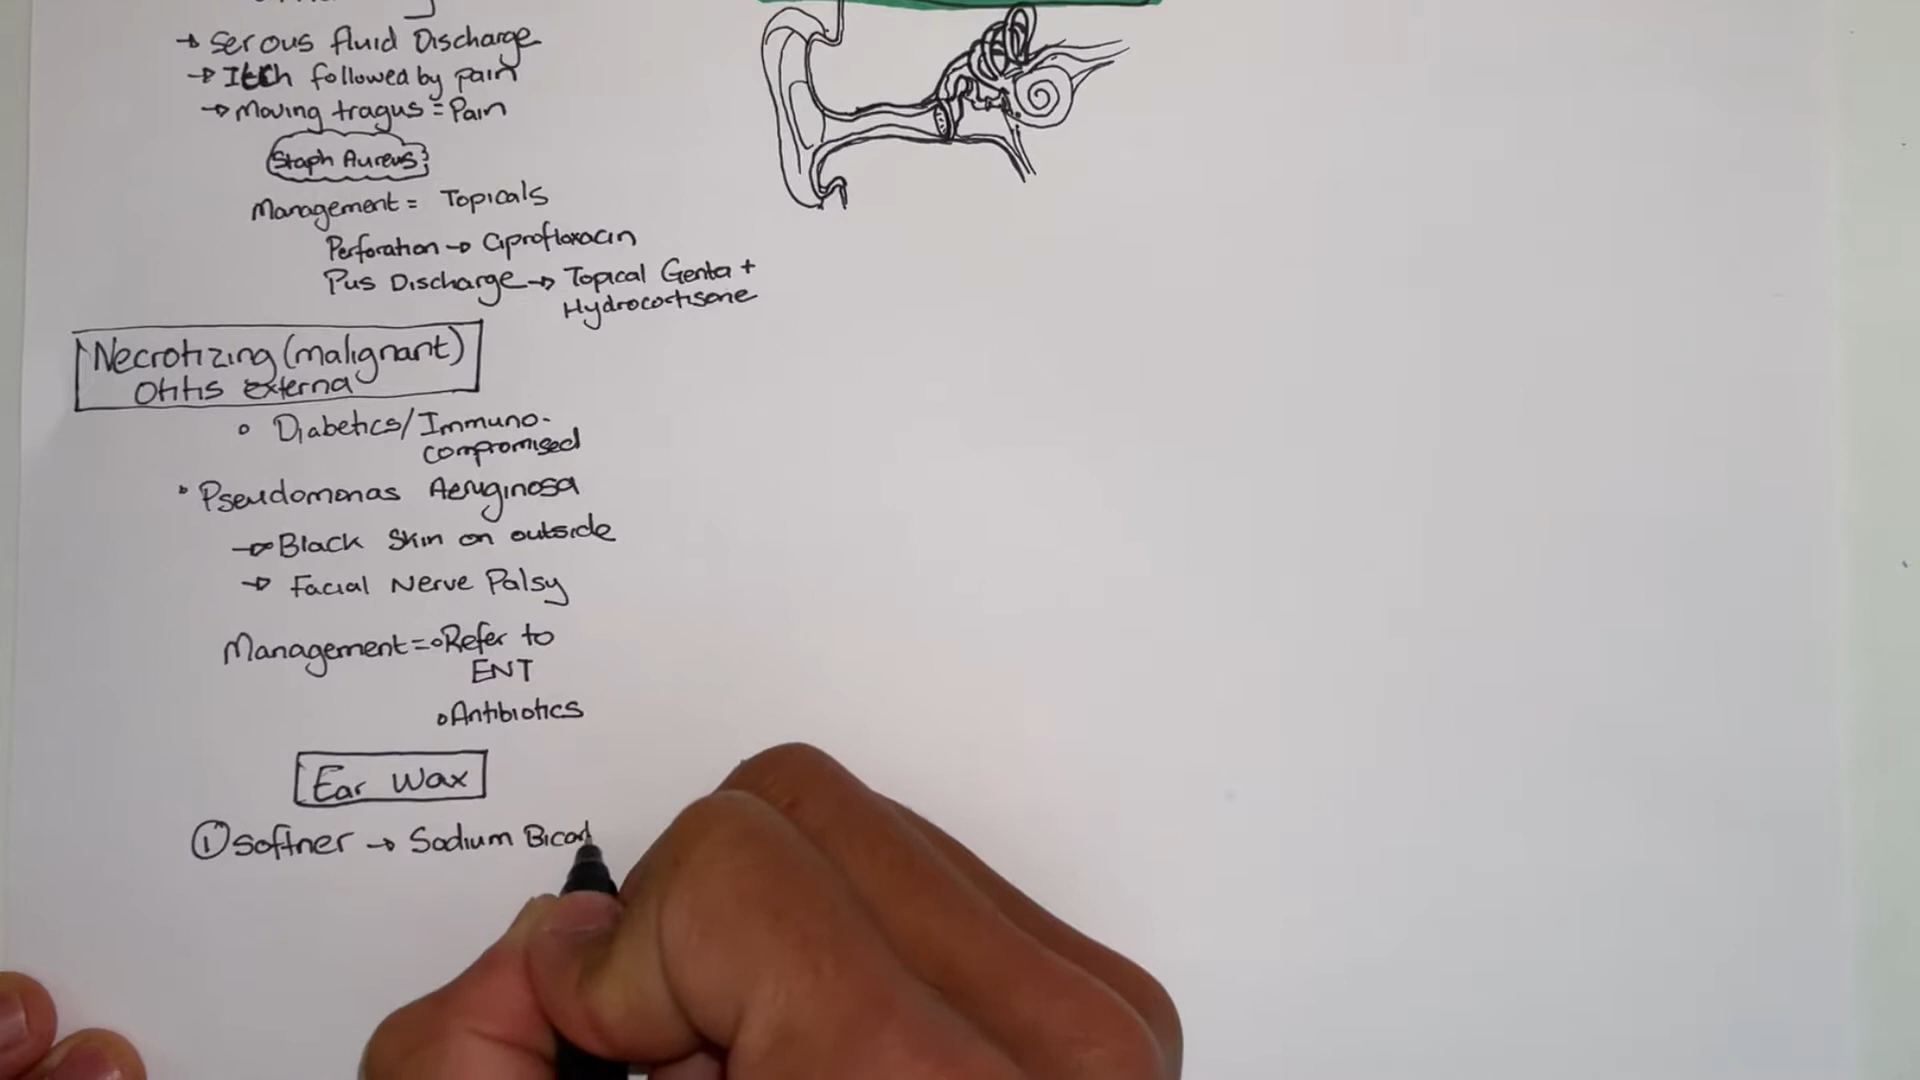 → Serous fluid Discharge
→ Itch followed by pain
→ Moving tragus = Pain
Staph Aureus
Management = Topicals
Perforation → Ciprofloxacin
Pus Discharge → Topical Genta +
Hydrocortisone
Necrotizing (malignant)
Otitis externa
• Diabetics/Immuno-
compromised
• Pseudomonas Aeruginosa
→ Black Skin on outside
→ Facial Nerve Palsy
Management = • Refer to
ENT
• Antibiotics
Ear Wax
① Softner → Sodium Bicar